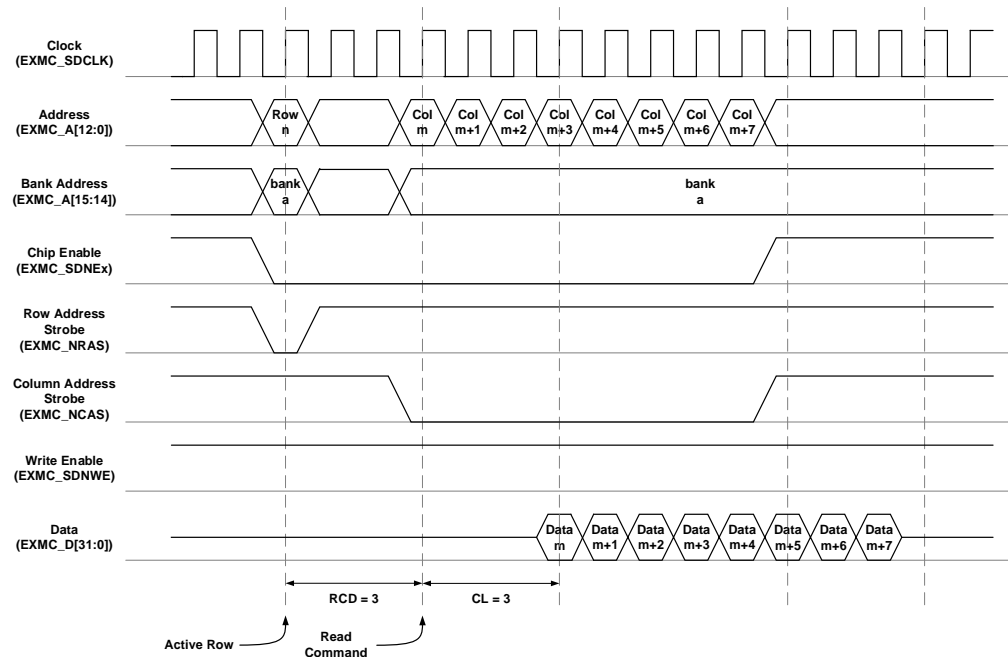 Clock
(EXMC_SDCLK)
Address
(EXMC_A[12:0])
Row
n
Col
m
Col
m+1
Col
m+2
Col
m+3
Col
m+4
Col
m+5
Col
m+6
Col
m+7
Bank Address
(EXMC_A[15:14])
bank
a
bank
a
Chip Enable
(EXMC_SDNEx)
Row Address
Strobe
(EXMC_NRAS)
Column Address
Strobe
(EXMC_NCAS)
Write Enable
(EXMC_SDNWE)
Data
(EXMC_D[31:0])
Data
m
Data
m+1
Data
m+2
Data
m+3
Data
m+4
Data
m+5
Data
m+6
Data
m+7
RCD = 3
CL = 3
Active Row
Read
Command